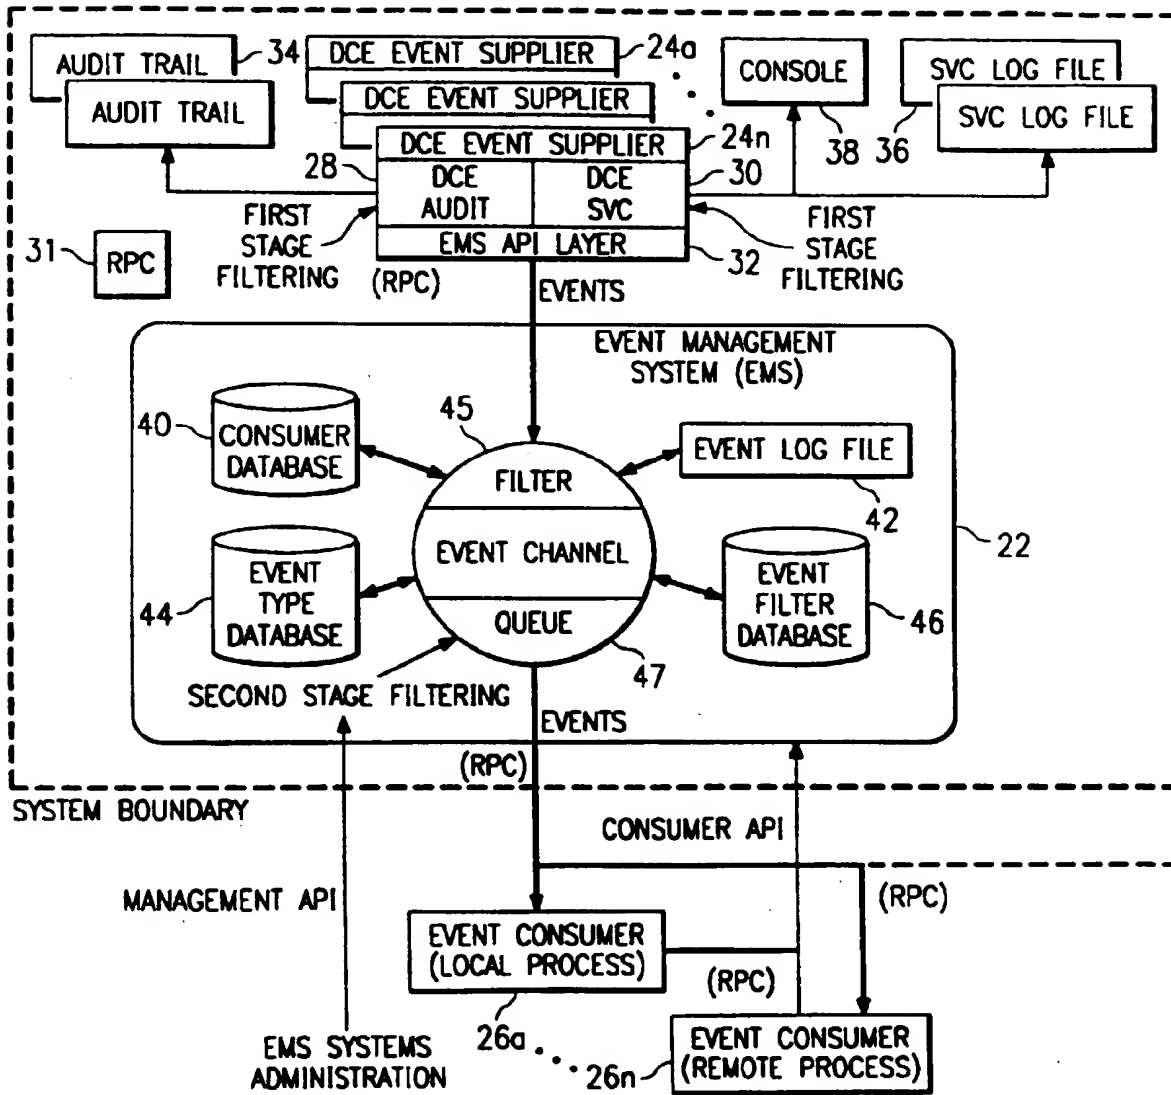 AUDIT TRAIL
34
AUDIT TRAIL
DCE EVENT SUPPLIER
24a
DCE EVENT SUPPLIER
DCE EVENT SUPPLIER
24n
CONSOLE
38
36
SVC LOG FILE
SVC LOG FILE
28
DCE
AUDIT
DCE
SVC
30
EMS API LAYER
32
FIRST
STAGE
FILTERING
(RPC)
FIRST
STAGE
FILTERING
31
RPC
EVENTS
EVENT MANAGEMENT
SYSTEM (EMS)
40
CONSUMER
DATABASE
45
FILTER
EVENT CHANNEL
QUEUE
47
EVENT LOG FILE
42
22
44
EVENT
TYPE
DATABASE
EVENT
FILTER
DATABASE
46
SECOND STAGE FILTERING
EVENTS
(RPC)
SYSTEM BOUNDARY
CONSUMER API
MANAGEMENT API
(RPC)
EVENT CONSUMER
(LOCAL PROCESS)
(RPC)
26a
EMS SYSTEMS
ADMINISTRATION
26n
EVENT CONSUMER
(REMOTE PROCESS)